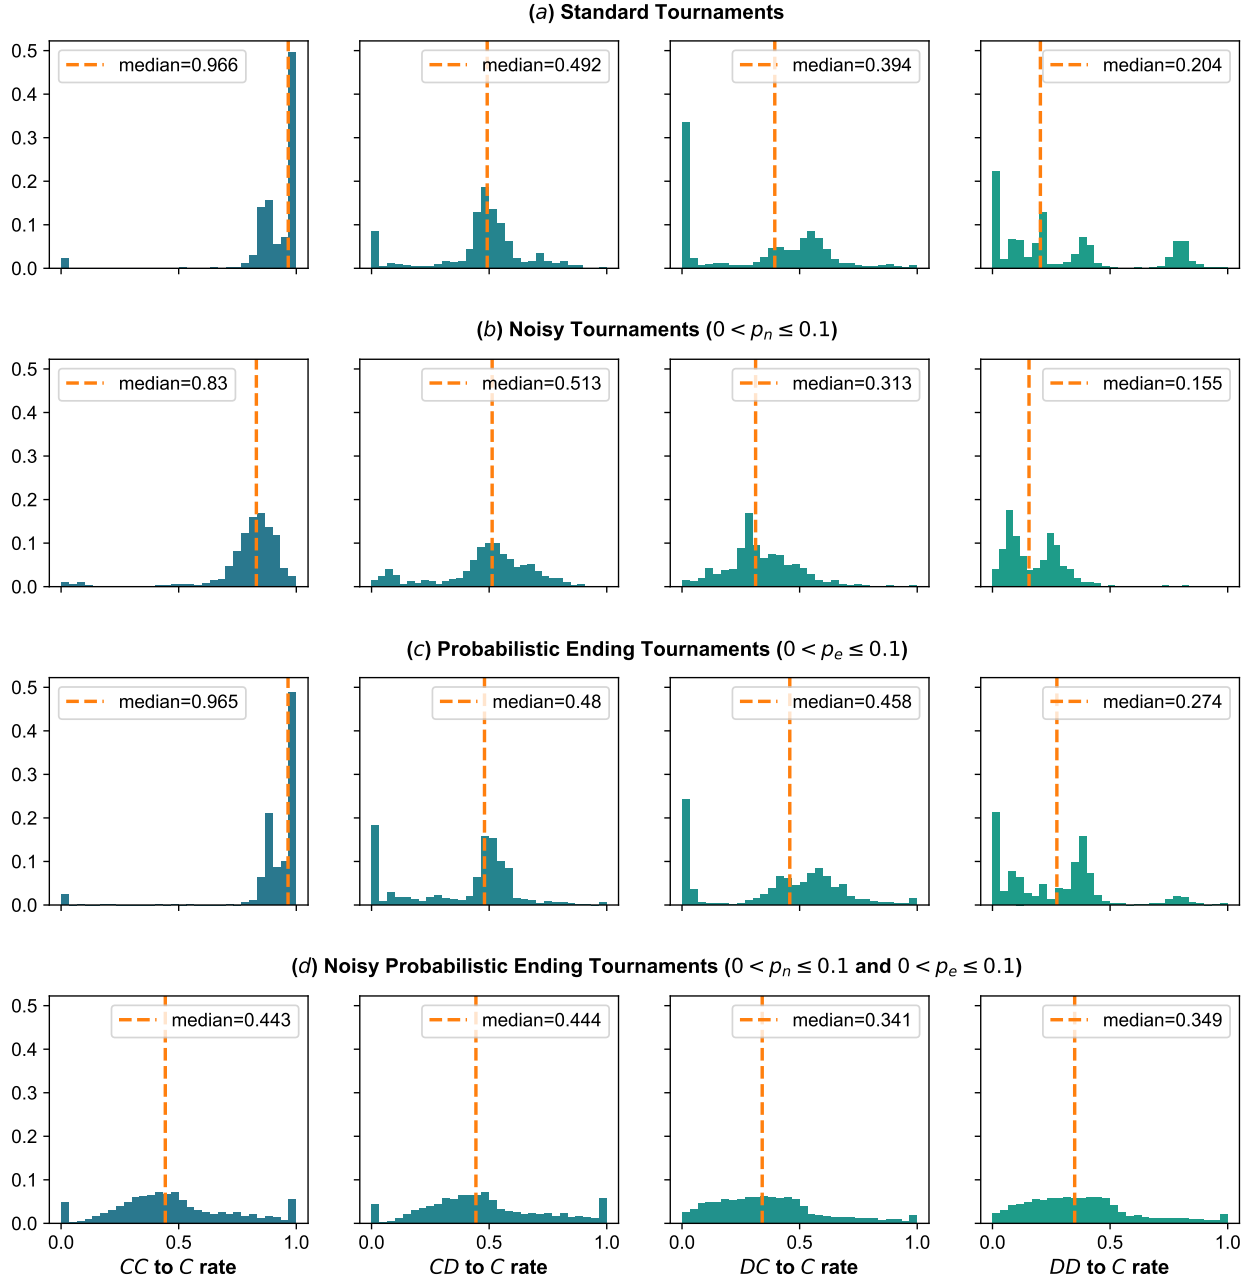 (a) Standard Tournaments
0.5
0.4
0.3
0.2
0.1
0.0
median=0.966
median=0.492
median=0.394
median=0.204
(b) Noisy Tournaments (0 < pₙ ≤ 0.1)
0.5
0.4
0.3
0.2
0.1
0.0
median=0.83
median=0.513
median=0.313
median=0.155
(c) Probabilistic Ending Tournaments (0 < pₑ ≤ 0.1)
0.5
0.4
0.3
0.2
0.1
0.0
median=0.965
median=0.48
median=0.458
median=0.274
(d) Noisy Probabilistic Ending Tournaments (0 < pₙ ≤ 0.1 and 0 < pₑ ≤ 0.1)
0.5
0.4
0.3
0.2
0.1
0.0
median=0.443
median=0.444
median=0.341
median=0.349
0.0 0.5 1.0
0.0 0.5 1.0
0.0 0.5 1.0
0.0 0.5 1.0
CC to C rate
CD to C rate
DC to C rate
DD to C rate